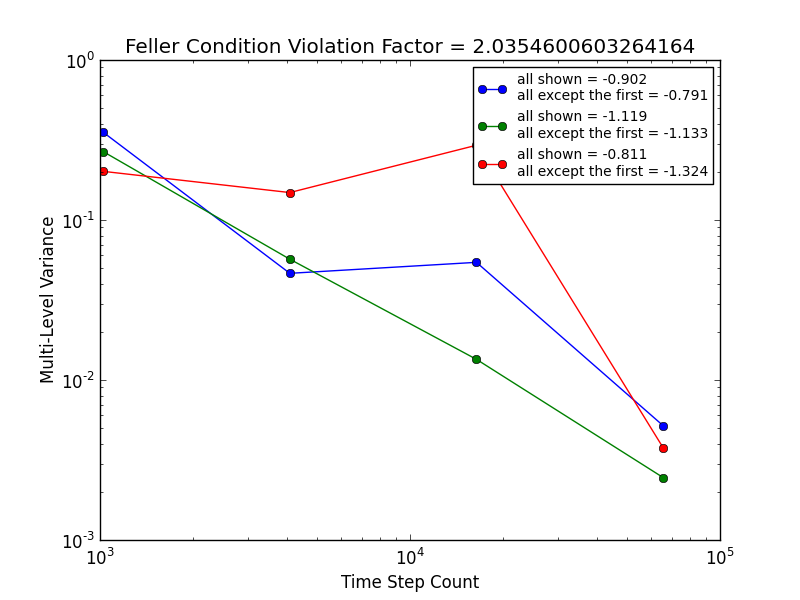 Feller Condition Violation Factor = 2.0354600603264164
10^0
10^-1
10^-2
10^-3
Multi-Level Variance
all shown = -0.902
all except the first = -0.791
all shown = -1.119
all except the first = -1.133
all shown = -0.811
all except the first = -1.324
10^3 10^4 10^5
Time Step Count